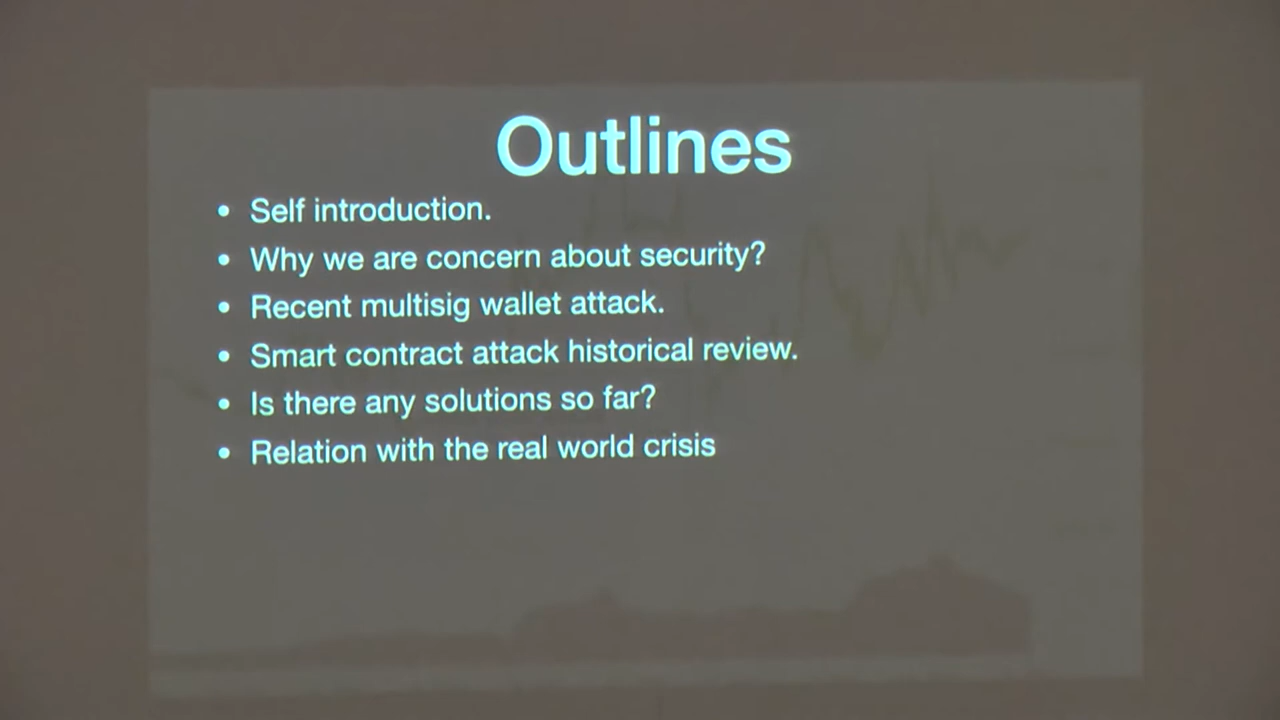 Outlines
• Self introduction.
• Why we are concern about security?
• Recent multisig wallet attack.
• Smart contract attack historical review.
• Is there any solutions so far?
• Relation with the real world crisis